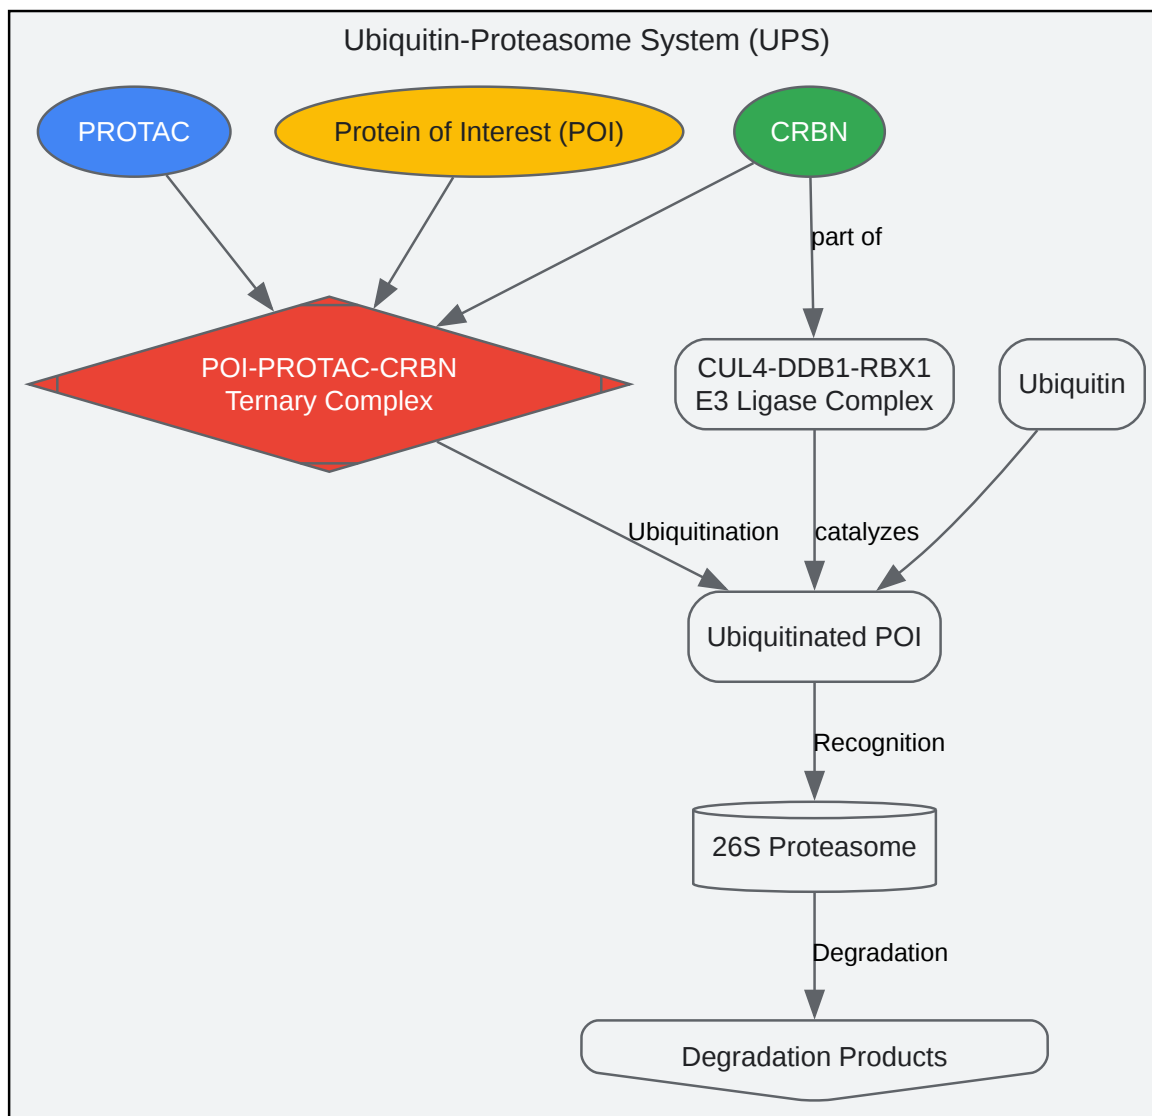 Ubiquitin-Proteasome System (UPS)
PROTAC
Protein of Interest (POI)
CRBN
part of
POI-PROTAC-CRBN
Ternary Complex
CUL4-DDB1-RBX1
E3 Ligase Complex
Ubiquitin
Ubiquitination
catalyzes
Ubiquitinated POI
Recognition
26S Proteasome
Degradation
Degradation Products